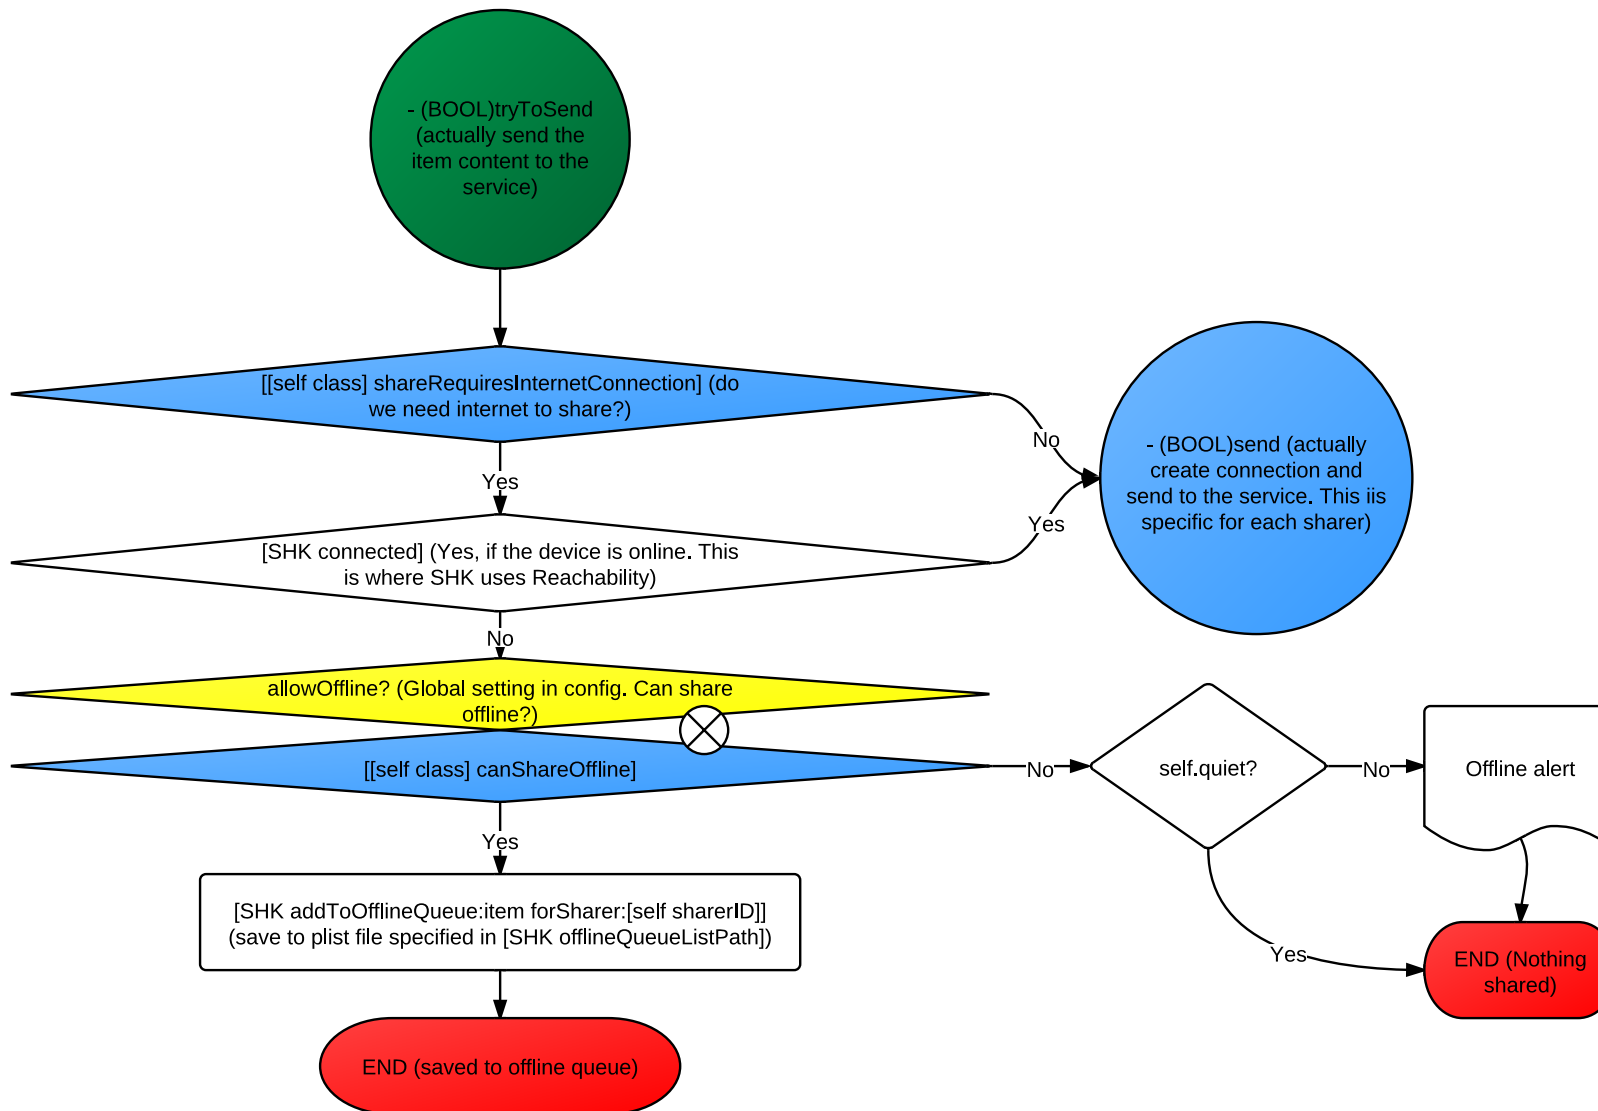 - (BOOL)tryToSend
(actually send the
item content to the
service)
[[self class] shareRequiresInternetConnection] (do
we need internet to share?)
No
- (BOOL)send (actually
create connection and
send to the service. This iis
specific for each sharer)
Yes
Yes
[SHK connected] (Yes, if the device is online. This
is where SHK uses Reachability)
No
allowOffline? (Global setting in config. Can share
offline?)
[[self class] canShareOffline]
No
self.quiet?
No
Offline alert
Yes
[SHK addToOfflineQueue:item forSharer:[self sharerID]]
(save to plist file specified in [SHK offlineQueueListPath])
Yes
END (Nothing
shared)
END (saved to offline queue)